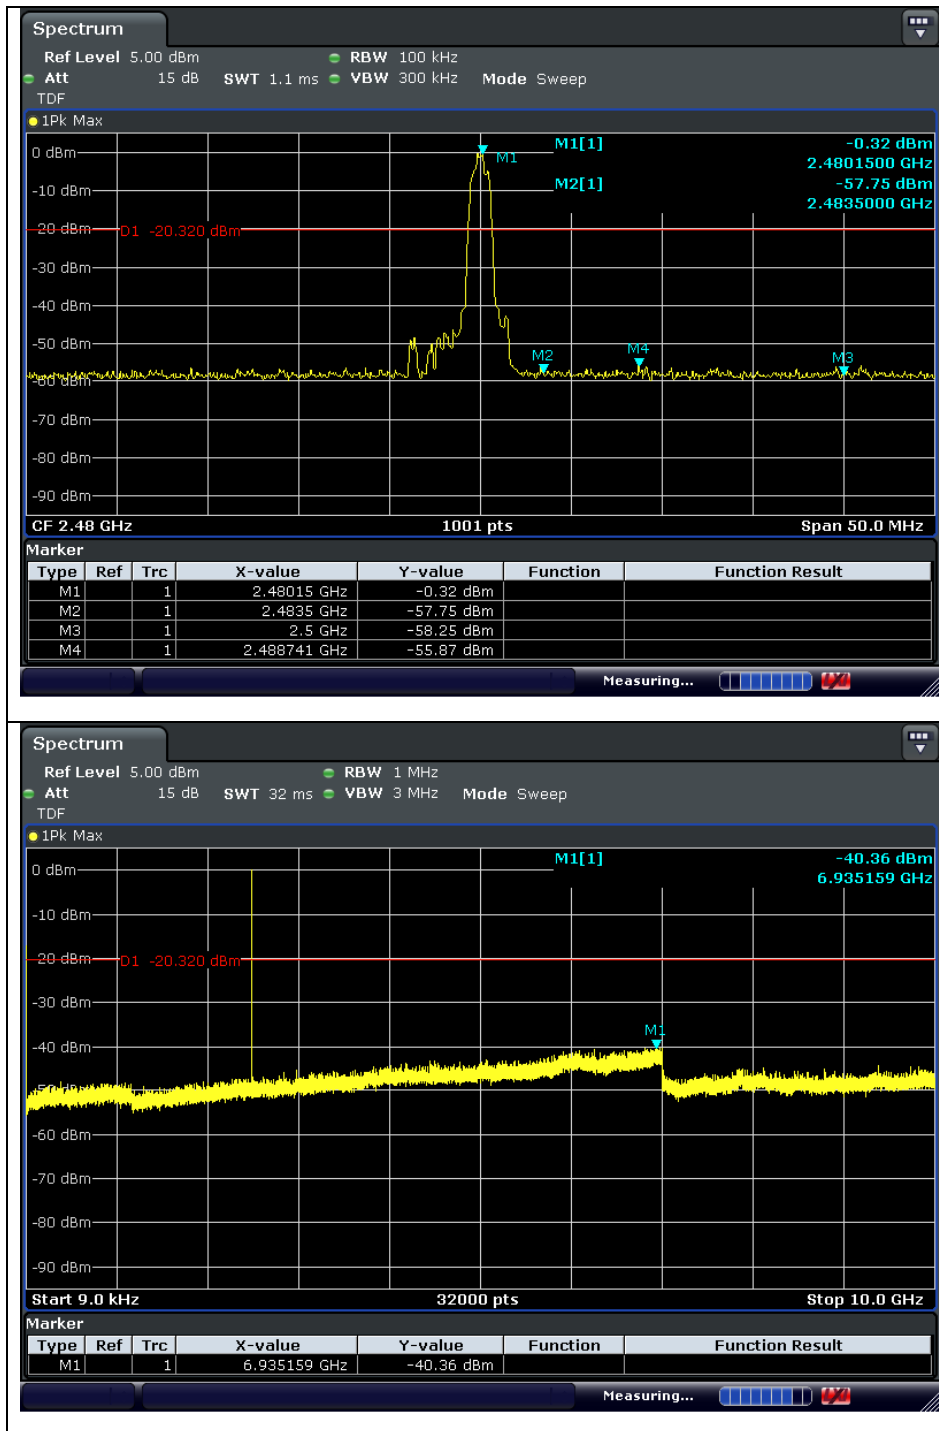 Spectrum
Ref Level 5.00 dBm RBW 100 kHz
Att 15 dB SWT 1.1 ms VBW 300 kHz Mode Sweep
TDF
1Pk Max
M1[1] -0.32 dBm
2.4801500 GHz
M2[1] -57.75 dBm
2.4835000 GHz
0 dBm
M1
-10 dBm
-20 dBm
D1 -20.320 dBm
-30 dBm
-40 dBm
-50 dBm
M2
M4
M3
-60 dBm
-70 dBm
-80 dBm
-90 dBm
CF 2.48 GHz 1001 pts Span 50.0 MHz
Marker
Type Ref Trc X-value Y-value Function Function Result
M1 1 2.48015 GHz -0.32 dBm
M2 1 2.4835 GHz -57.75 dBm
M3 1 2.5 GHz -58.25 dBm
M4 1 2.488741 GHz -55.87 dBm
Measuring...
Spectrum
Ref Level 5.00 dBm RBW 1 MHz
Att 15 dB SWT 32 ms VBW 3 MHz Mode Sweep
TDF
1Pk Max
M1[1] -40.36 dBm
6.935159 GHz
0 dBm
-10 dBm
-20 dBm
D1 -20.320 dBm
-30 dBm
M1
-40 dBm
-50 dBm
-60 dBm
-70 dBm
-80 dBm
-90 dBm
Start 9.0 kHz 32000 pts Stop 10.0 GHz
Marker
Type Ref Trc X-value Y-value Function Function Result
M1 1 6.935159 GHz -40.36 dBm
Measuring...